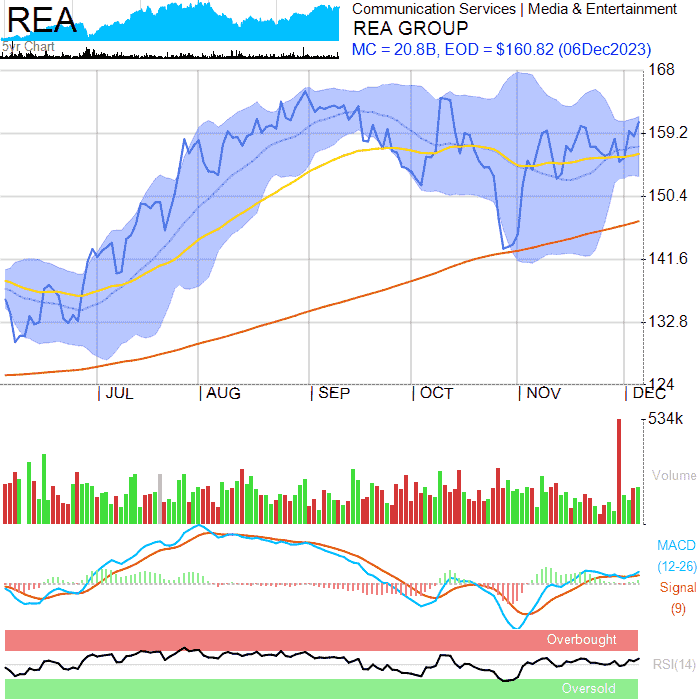 REA
5yr Chart
Communication Services | Media & Entertainment
REA GROUP
MC = 20.8B, EOD = $160.82 (06Dec2023)
168
159.2
150.4
141.6
132.8
124
JUL AUG SEP OCT NOV DEC
534k
Volume
MACD
(12-26)
Signal
(9)
Overbought
RSI(14)
Oversold